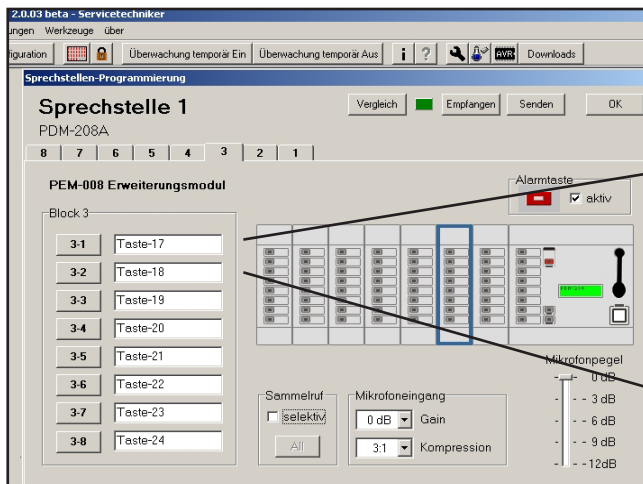 2.0.03 beta - Servicetechniker
ungen Werkzeuge über
iguration Überwachung temporär Ein Überwachung temporär Aus i ? AVR Downloads
Sprechstellen-Programmierung
Sprechstelle 1 Vergleich Empfangen Senden OK
PDM-208A
8 7 6 5 4 3 2 1
PEM-008 Erweiterungsmodul
Alarmtaste
aktiv
Block 3
3-1 Taste-17
3-2 Taste-18
3-3 Taste-19
3-4 Taste-20
3-5 Taste-21
3-6 Taste-22
3-7 Taste-23
3-8 Taste-24
Sammelruf
selektiv
All
Mikrofoneingang
0 dB Gain
3:1 Kompression
Mikrofonpegel
- - 0 dB
- - 3 dB
- - 6 dB
- - 9 dB
- -12dB